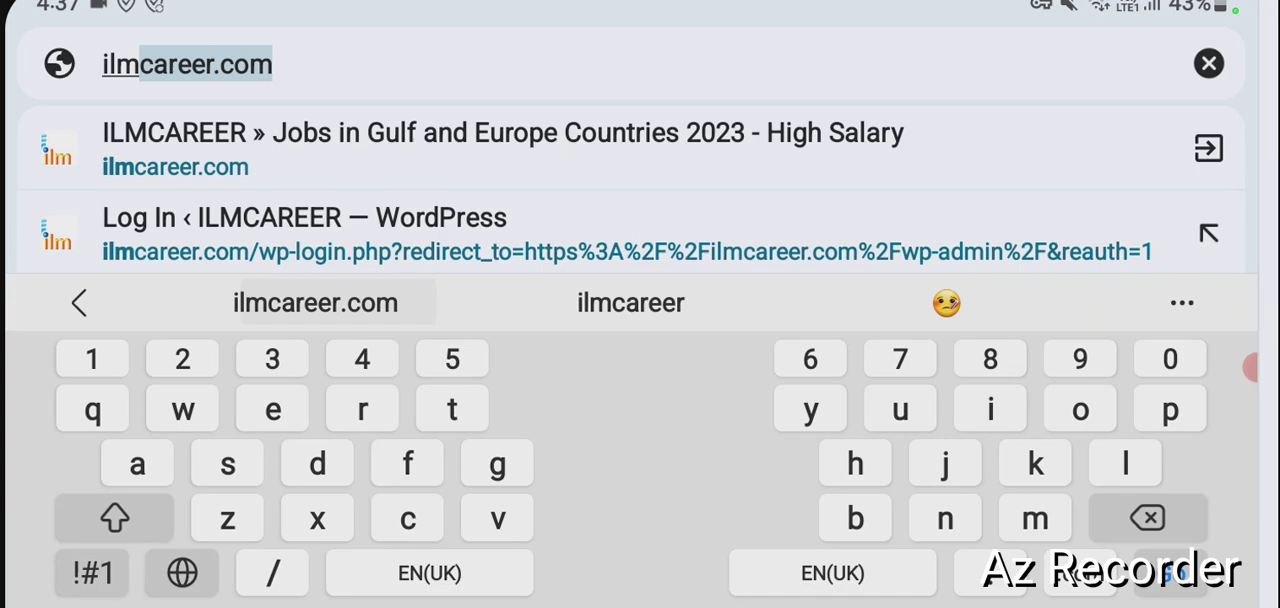 4:37 LTE1 43%
ilmcareer.com
ILMCAREER » Jobs in Gulf and Europe Countries 2023 - High Salary
ilm ilmcareer.com
Log In ‹ ILMCAREER — WordPress
ilm ilmcareer.com/wp-login.php?redirect_to=https%3A%2F%2Filmcareer.com%2Fwp-admin%2F&reauth=1
ilmcareer.com ilmcareer ...
1 2 3 4 5 6 7 8 9 0
q w e r t y u i o p
a s d f g h j k l
z x c v b n m
!#1 / EN(UK) EN(UK)
Az Recorder